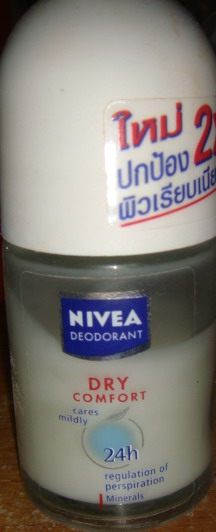 ใหม่ 2x
ปกป้อง
ผิวเรียบเนีย
NIVEA
DEODORANT
DRY
COMFORT
cares
mildly
24h
regulation of
perspiration
Minerals